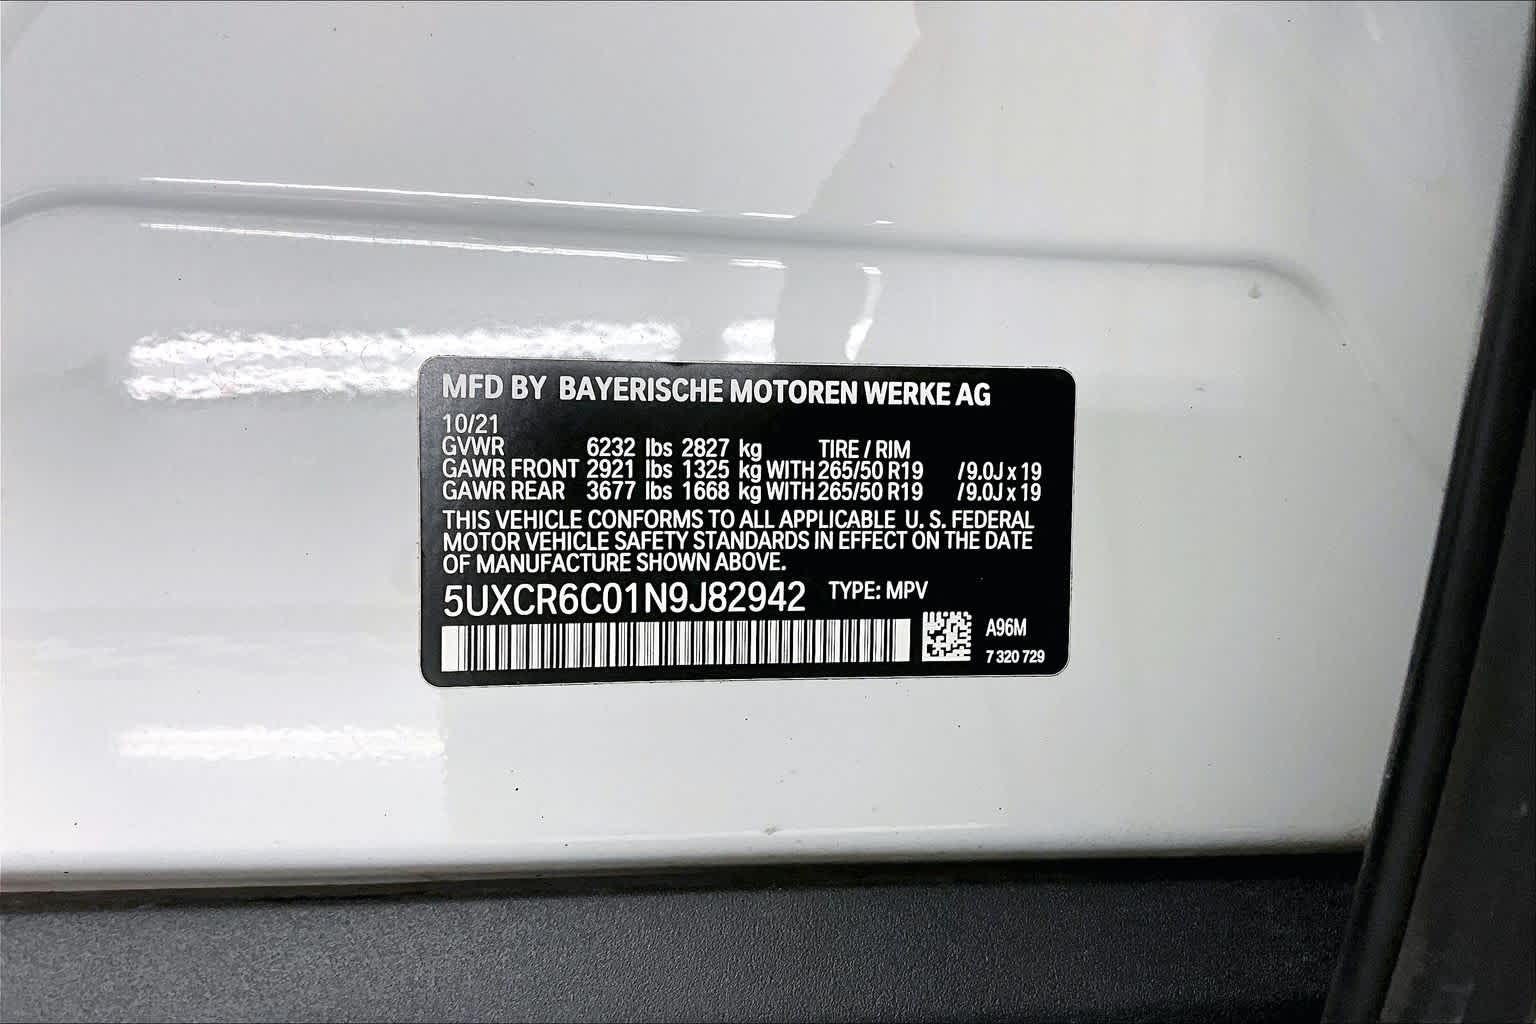 MFD BY BAYERISCHE MOTOREN WERKE AG
10/21
GVWR 6232 lbs 2827 kg TIRE / RIM
GAWR FRONT 2921 lbs 1325 kg WITH 265/50 R19 /9.0J x 19
GAWR REAR 3677 lbs 1668 kg WITH 265/50 R19 /9.0J x 19
THIS VEHICLE CONFORMS TO ALL APPLICABLE U. S. FEDERAL
MOTOR VEHICLE SAFETY STANDARDS IN EFFECT ON THE DATE
OF MANUFACTURE SHOWN ABOVE.
5UXCR6C01N9J82942 TYPE: MPV
A96M
7 320 729